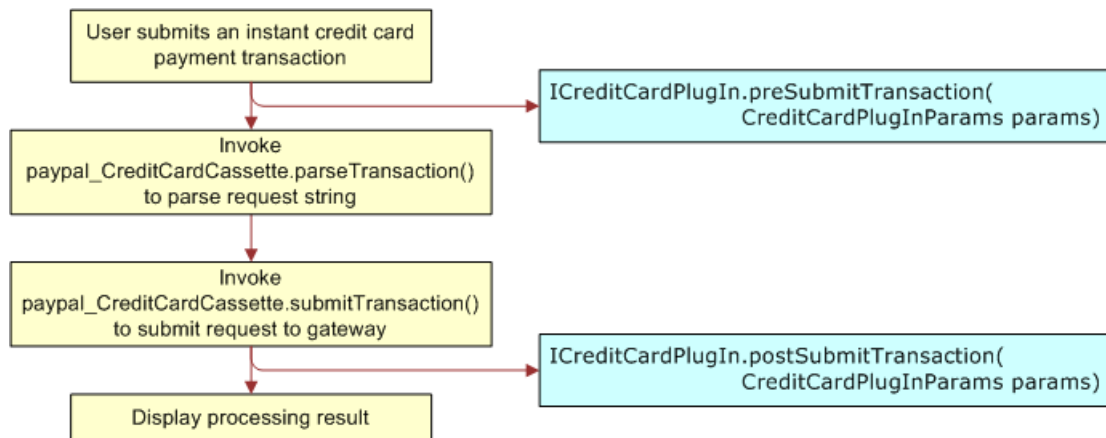 User submits an instant credit card
payment transaction
ICreditCardPlugIn.preSubmitTransaction(
CreditCardPlugInParams params)
Invoke
paypal_CreditCardCassette.parseTransaction()
to parse request string
Invoke
paypal_CreditCardCassette.submitTransaction()
to submit request to gateway
ICreditCardPlugIn.postSubmitTransaction(
CreditCardPlugInParams params)
Display processing result